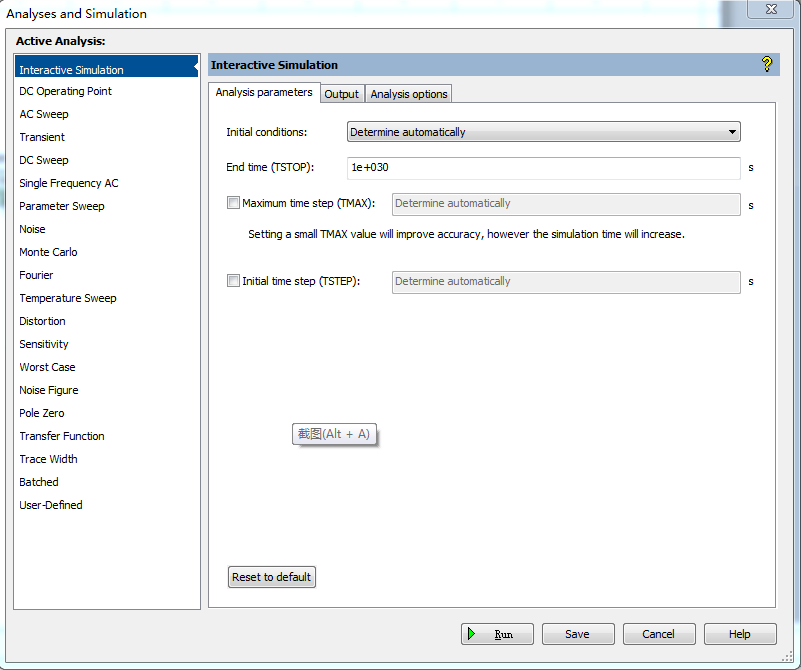 Analyses and Simulation
Active Analysis:
Interactive Simulation
DC Operating Point
AC Sweep
Transient
DC Sweep
Single Frequency AC
Parameter Sweep
Noise
Monte Carlo
Fourier
Temperature Sweep
Distortion
Sensitivity
Worst Case
Noise Figure
Pole Zero
Transfer Function
Trace Width
Batched
User-Defined
Interactive Simulation
?
Analysis parameters Output Analysis options
Initial conditions: Determine automatically
End time (TSTOP): 1e+030 s
Maximum time step (TMAX): Determine automatically s
Setting a small TMAX value will improve accuracy, however the simulation time will increase.
Initial time step (TSTEP): Determine automatically s
截图(Alt + A)
Reset to default
Run Save Cancel Help